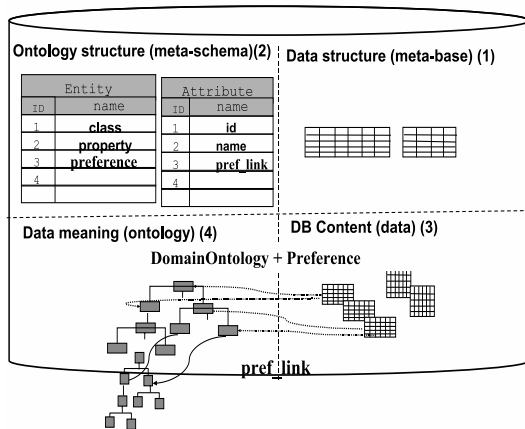 Ontology structure (meta-schema)(2)
Data structure (meta-base) (1)
Entity
ID name
1 class
2 property
3 preference
4
Attribute
ID name
1 id
2 name
3 pref_link
4
Data meaning (ontology) (4)
DB Content (data) (3)
DomainOntology + Preference
pref_link